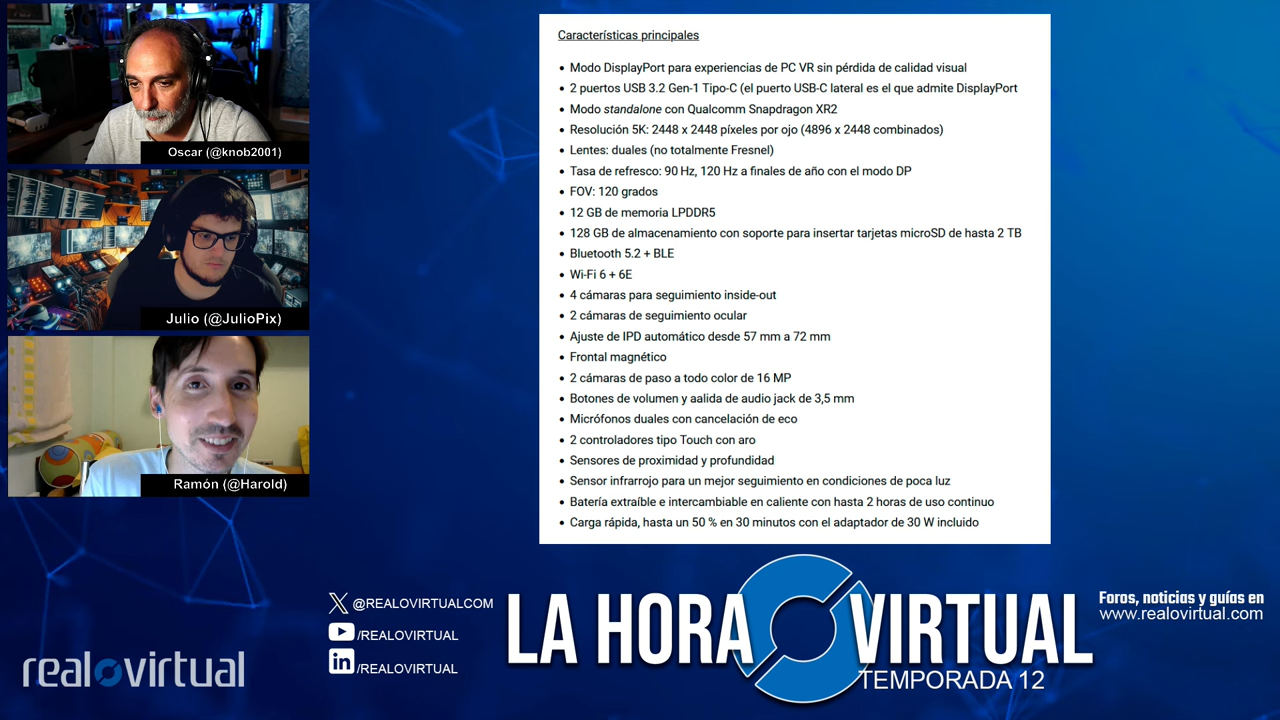 Oscar (@knob2001)
Julio (@JulioPix)
Ramón (@Harold)
Características principales
• Modo DisplayPort para experiencias de PC VR sin pérdida de calidad visual
• 2 puertos USB 3.2 Gen-1 Tipo-C (el puerto USB-C lateral es el que admite DisplayPort
• Modo standalone con Qualcomm Snapdragon XR2
• Resolución 5K: 2448 x 2448 píxeles por ojo (4896 x 2448 combinados)
• Lentes: duales (no totalmente Fresnel)
• Tasa de refresco: 90 Hz, 120 Hz a finales de año con el modo DP
• FOV: 120 grados
• 12 GB de memoria LPDDR5
• 128 GB de almacenamiento con soporte para insertar tarjetas microSD de hasta 2 TB
• Bluetooth 5.2 + BLE
• Wi-Fi 6 + 6E
• 4 cámaras para seguimiento inside-out
• 2 cámaras de seguimiento ocular
• Ajuste de IPD automático desde 57 mm a 72 mm
• Frontal magnético
• 2 cámaras de paso a todo color de 16 MP
• Botones de volumen y aalida de audio jack de 3,5 mm
• Micrófonos duales con cancelación de eco
• 2 controladores tipo Touch con aro
• Sensores de proximidad y profundidad
• Sensor infrarrojo para un mejor seguimiento en condiciones de poca luz
• Batería extraíble e intercambiable en caliente con hasta 2 horas de uso continuo
• Carga rápida, hasta un 50 % en 30 minutos con el adaptador de 30 W incluido
realovirtual
@REALOVIRTUALCOM
/REALOVIRTUAL
/REALOVIRTUAL
LA HORA VIRTUAL
TEMPORADA 12
Foros, noticias y guías en
www.realovirtual.com